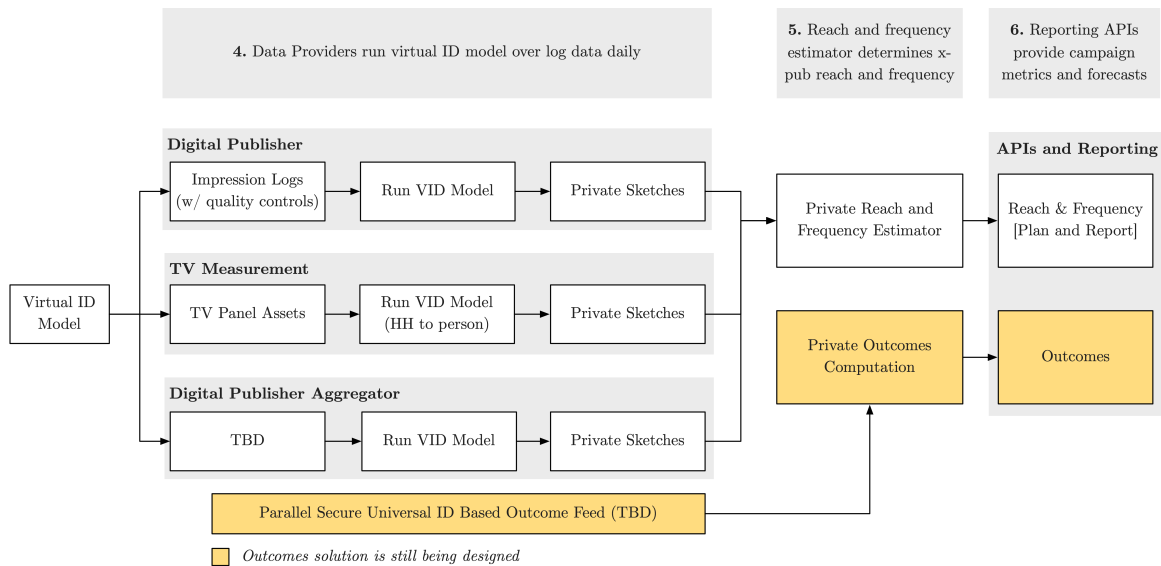 4. Data Providers run virtual ID model over log data daily
5. Reach and frequency
estimator determines x-
pub reach and frequency
6. Reporting APIs
provide campaign
metrics and forecasts
Digital Publisher
Impression Logs
(w/ quality controls)
Run VID Model
Private Sketches
TV Measurement
TV Panel Assets
Run VID Model
(HH to person)
Private Sketches
Digital Publisher Aggregator
TBD
Run VID Model
Private Sketches
Virtual ID
Model
Private Reach and
Frequency Estimator
APIs and Reporting
Reach & Frequency
[Plan and Report]
Private Outcomes
Computation
Outcomes
Parallel Secure Universal ID Based Outcome Feed (TBD)
Outcomes solution is still being designed